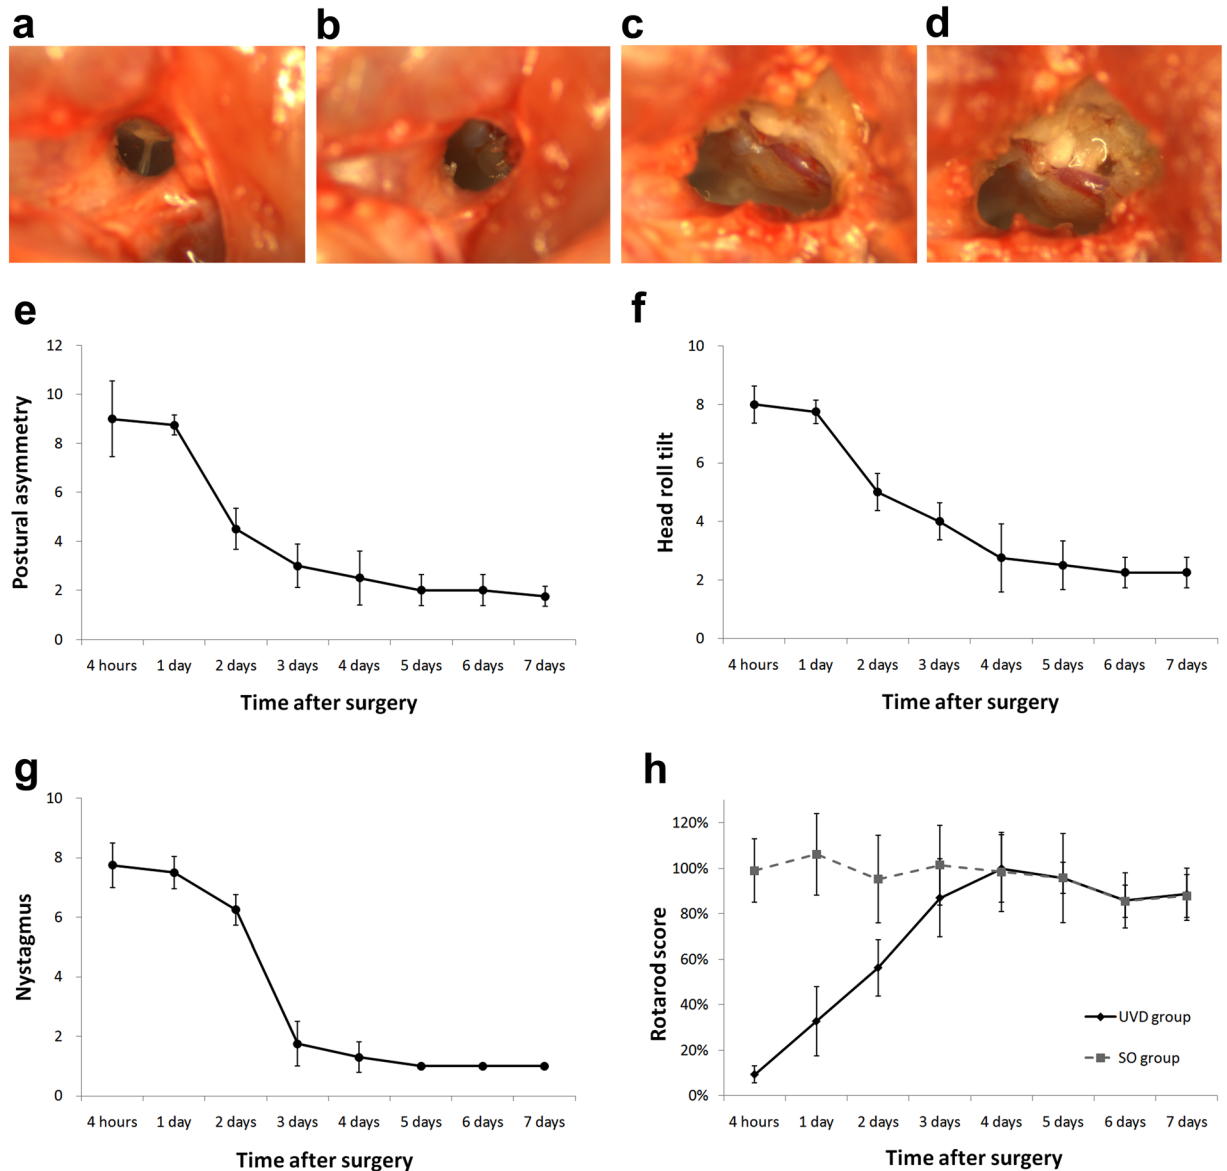 a b c d
e
12
10
8
6
4
2
0
Postural asymmetry
4 hours 1 day 2 days 3 days 4 days 5 days 6 days 7 days
Time after surgery
f
10
8
6
4
2
0
Head roll tilt
4 hours 1 day 2 days 3 days 4 days 5 days 6 days 7 days
Time after surgery
g
10
8
6
4
2
0
Nystagmus
4 hours 1 day 2 days 3 days 4 days 5 days 6 days 7 days
Time after surgery
h
120%
100%
80%
60%
40%
20%
0%
Rotarod score
UVD group
SO group
4 hours 1 day 2 days 3 days 4 days 5 days 6 days 7 days
Time after surgery